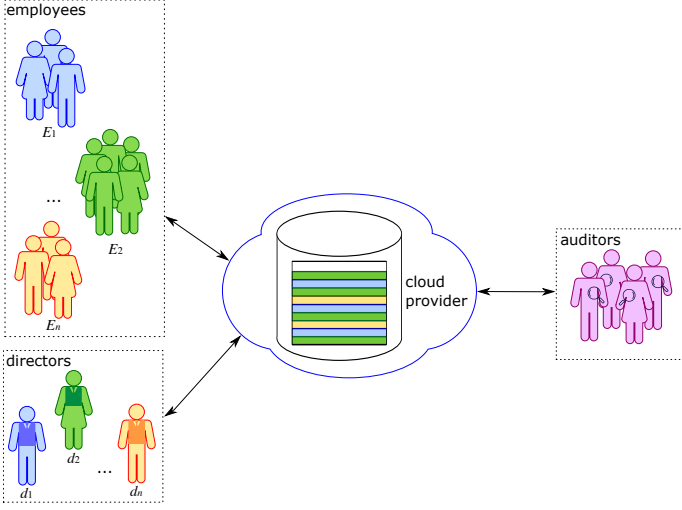 employees
E1
...
E2
En
directors
d1
d2
...
dn
cloud
provider
auditors